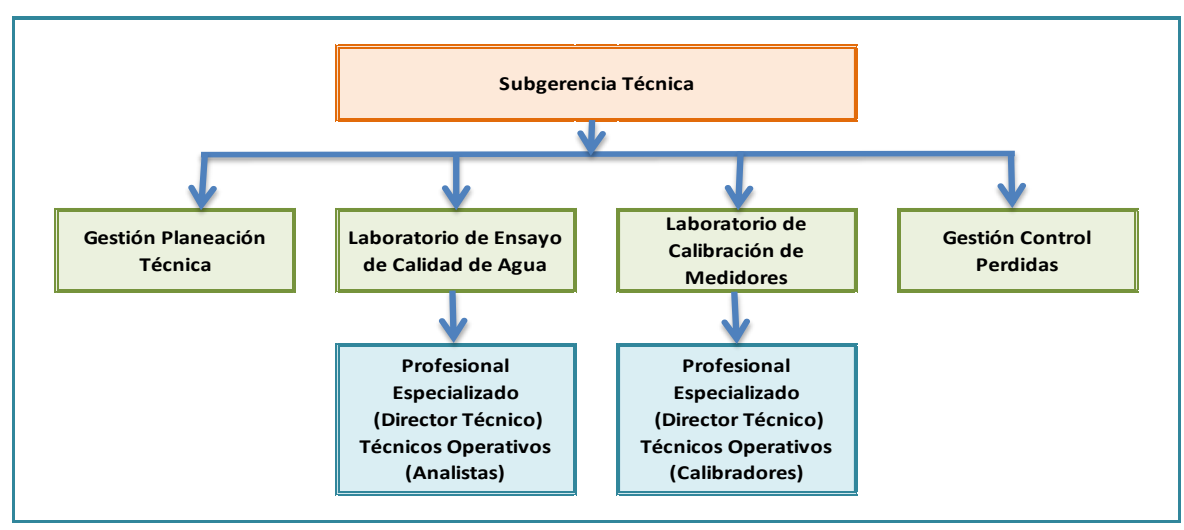 Subgerencia Técnica
Gestión Planeación
Técnica
Laboratorio de Ensayo
de Calidad de Agua
Laboratorio de
Calibración de
Medidores
Gestión Control
Perdidas
Profesional
Especializado
(Director Técnico)
Técnicos Operativos
(Analistas)
Profesional
Especializado
(Director Técnico)
Técnicos Operativos
(Calibradores)